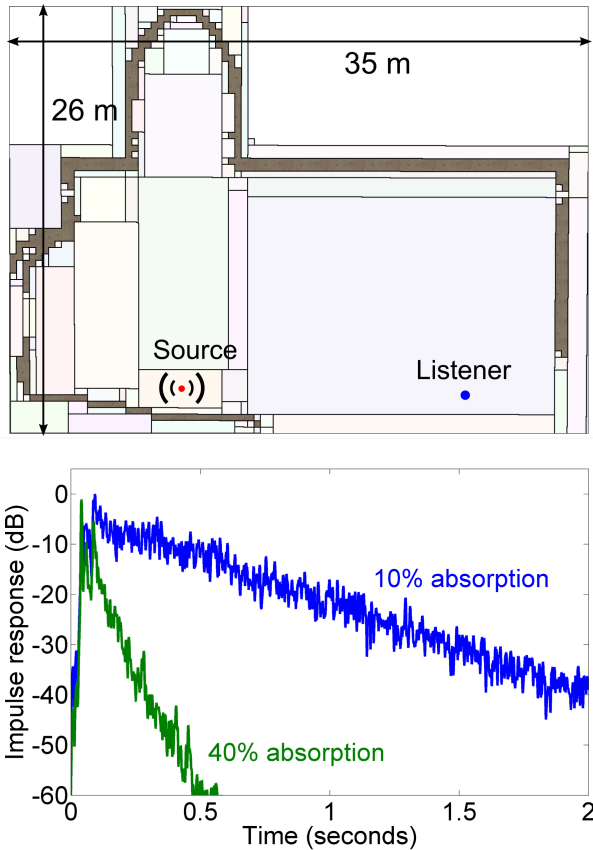 35 m
26 m
Source
Listener
Impulse response (dB)
0
-10
-20
-30
-40
-50
-60
10% absorption
40% absorption
0
0.5
1
1.5
2
Time (seconds)